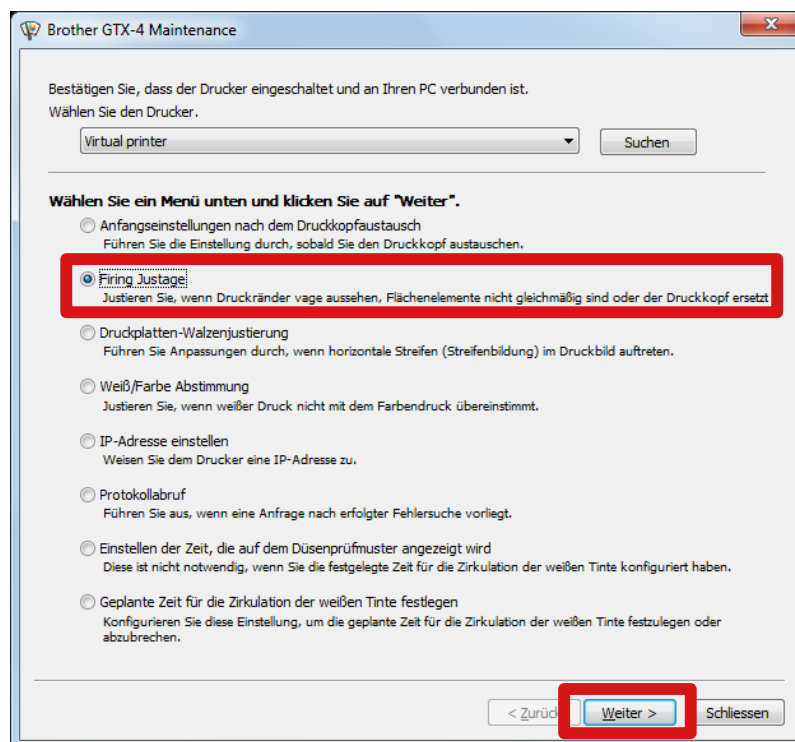 Brother GTX-4 Maintenance
Bestätigen Sie, dass der Drucker eingeschaltet und an Ihren PC verbunden ist.
Wählen Sie den Drucker.
Virtual printer
Suchen
Wählen Sie ein Menü unten und klicken Sie auf "Weiter".
Anfangseinstellungen nach dem Druckkopfaustausch
Führen Sie die Einstellung durch, sobald Sie den Druckkopf austauschen.
Firing Justage
Justieren Sie, wenn Druckränder vage aussehen, Flächenelemente nicht gleichmäßig sind oder der Druckkopf ersetzt
Druckplatten-Walzenjustierung
Führen Sie Anpassungen durch, wenn horizontale Streifen (Streifenbildung) im Druckbild auftreten.
Weiß/Farbe Abstimmung
Justieren Sie, wenn weißer Druck nicht mit dem Farbendruck übereinstimmt.
IP-Adresse einstellen
Weisen Sie dem Drucker eine IP-Adresse zu.
Protokollabruf
Führen Sie aus, wenn eine Anfrage nach erfolgter Fehlersuche vorliegt.
Einstellen der Zeit, die auf dem Düsenprüfmuster angezeigt wird
Diese ist nicht notwendig, wenn Sie die festgelegte Zeit für die Zirkulation der weißen Tinte konfiguriert haben.
Geplante Zeit für die Zirkulation der weißen Tinte festlegen
Konfigurieren Sie diese Einstellung, um die geplante Zeit für die Zirkulation der weißen Tinte festzulegen oder
abzubrechen.
< Zurück
Weiter >
Schliessen